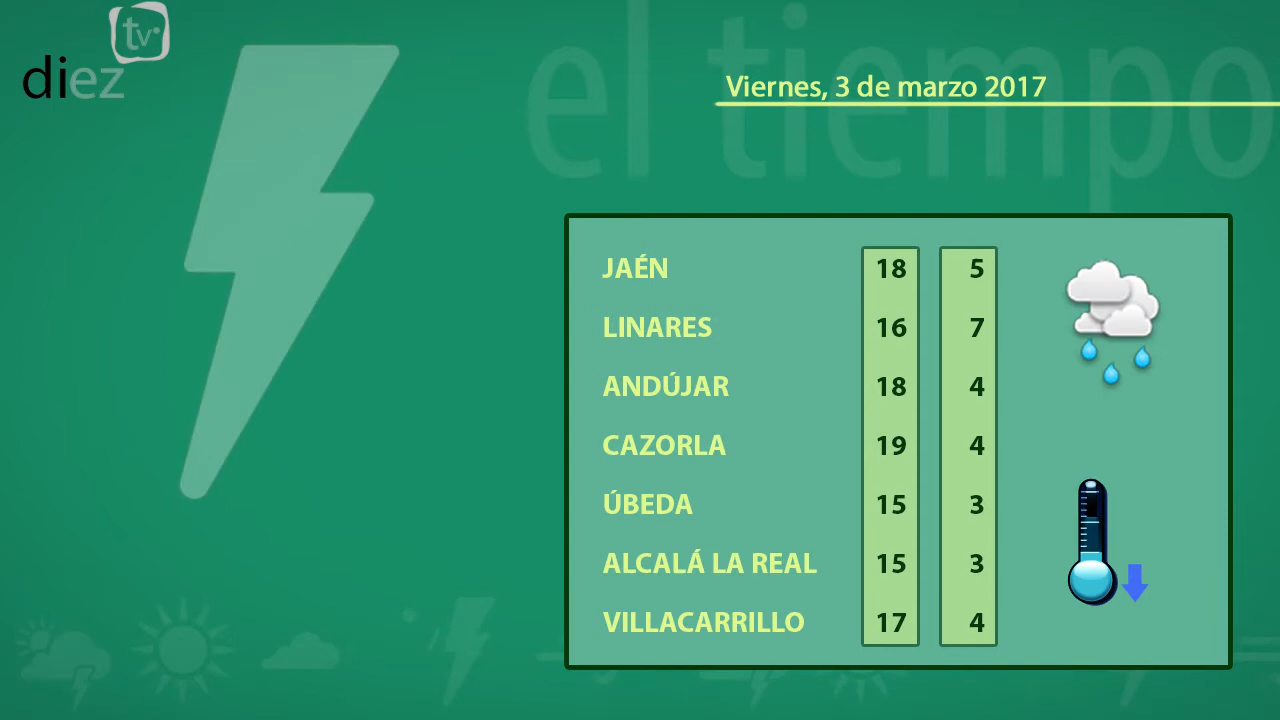 tv
diez
el tiempo
Viernes, 3 de marzo 2017
JAÉN 18 5
LINARES 16 7
ANDÚJAR 18 4
CAZORLA 19 4
ÚBEDA 15 3
ALCALÁ LA REAL 15 3
VILLACARRILLO 17 4